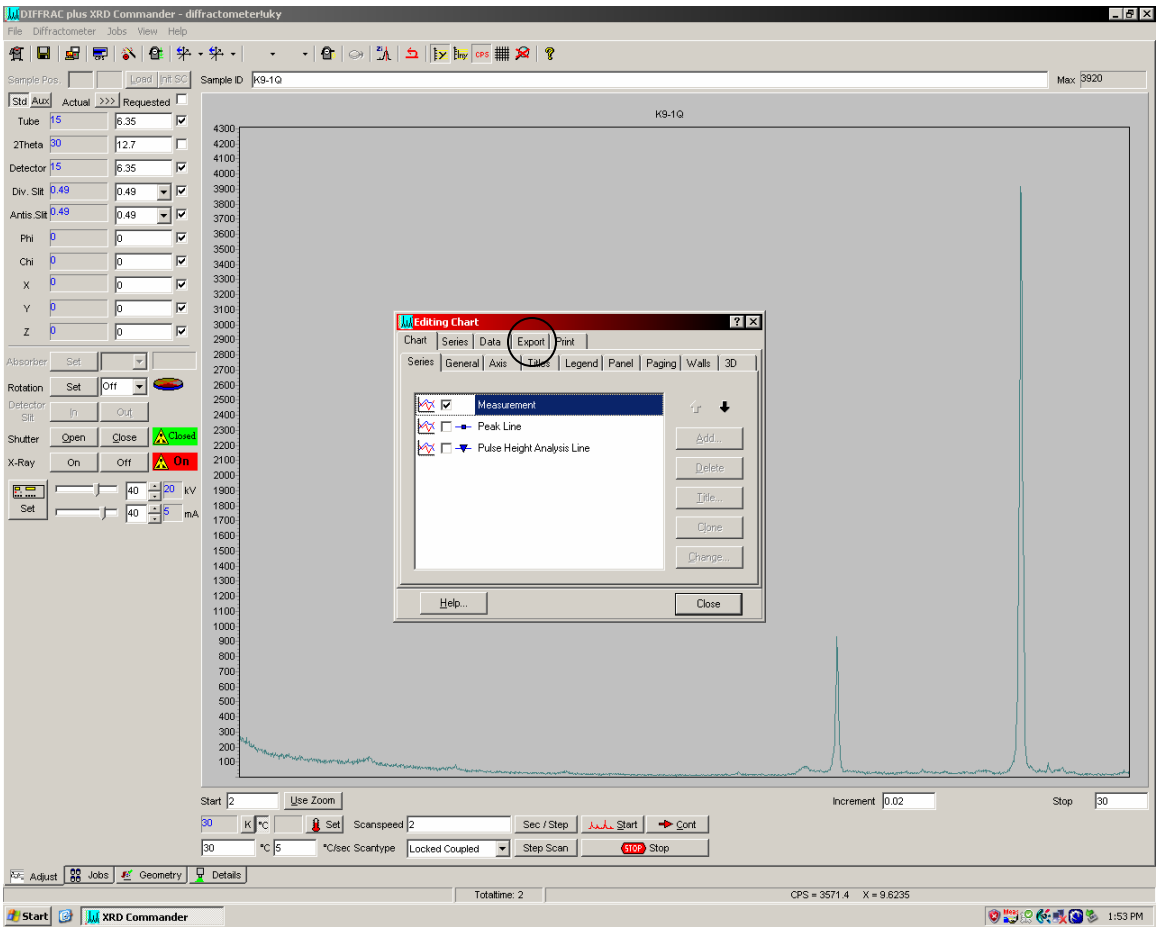 DIFFRAC plus XRD Commander - diffractometer!uky
File Diffractometer Jobs View Help
Sample Pos. Load Init SC Sample ID K9-1Q Max 3920
Std Aux Actual >>> Requested
Tube 15 6.35
2Theta 30 12.7
Detector 15 6.35
Div. Slit 0.49 0.49
Antis.Slit 0.49 0.49
Phi 0 0
Chi 0 0
X 0 0
Y 0 0
Z 0 0
Absorber Set
Rotation Set Off
Detector Slit In Out
Shutter Open Close Closed
X-Ray On Off On
40 20 kV
Set 40 5 mA
K9-1Q
4300
4200
4100
4000
3900
3800
3700
3600
3500
3400
3300
3200
3100
3000
2900
2800
2700
2600
2500
2400
2300
2200
2100
2000
1900
1800
1700
1600
1500
1400
1300
1200
1100
1000
900
800
700
600
500
400
300
200
100
Editing Chart
Chart Series Data Export Print
Series General Axis Titles Legend Panel Paging Walls 3D
Measurement
Peak Line
Pulse Height Analysis Line
Add...
Delete
Title...
Clone
Change...
Help... Close
Start 2 Use Zoom Increment 0.02 Stop 30
30 K °C Set Scanspeed 2 Sec / Step Start Cont
30 °C 5 °C/sec Scantype Locked Coupled Step Scan STOP Stop
Adjust Jobs Geometry Details
Totaltime: 2 CPS = 3571.4 X = 9.6235
Start XRD Commander 1:53 PM